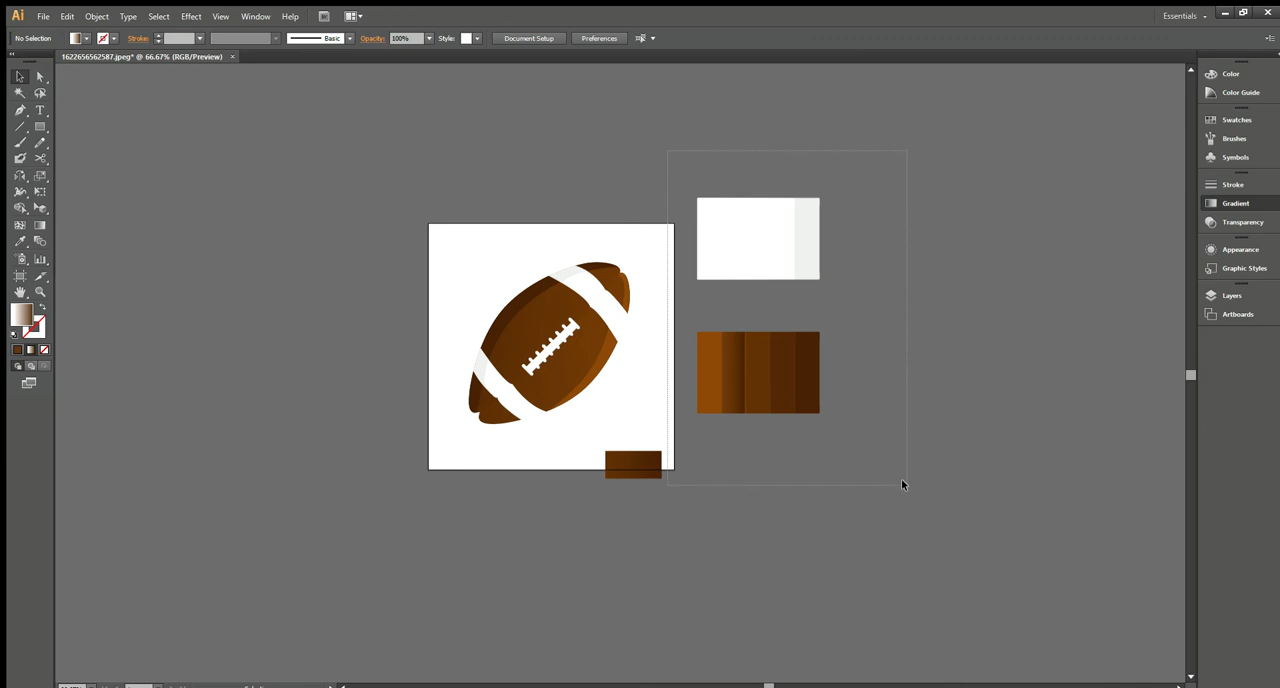 Ai File Edit Object Type Select Effect View Window Help Essentials
No Selection Stroke: Basic Opacity: 100% Style: Document Setup Preferences
1622656562587.jpeg* @ 66.67% (RGB/Preview) ×
Color
Color Guide
Swatches
Brushes
Symbols
Stroke
Gradient
Transparency
Appearance
Graphic Styles
Layers
Artboards